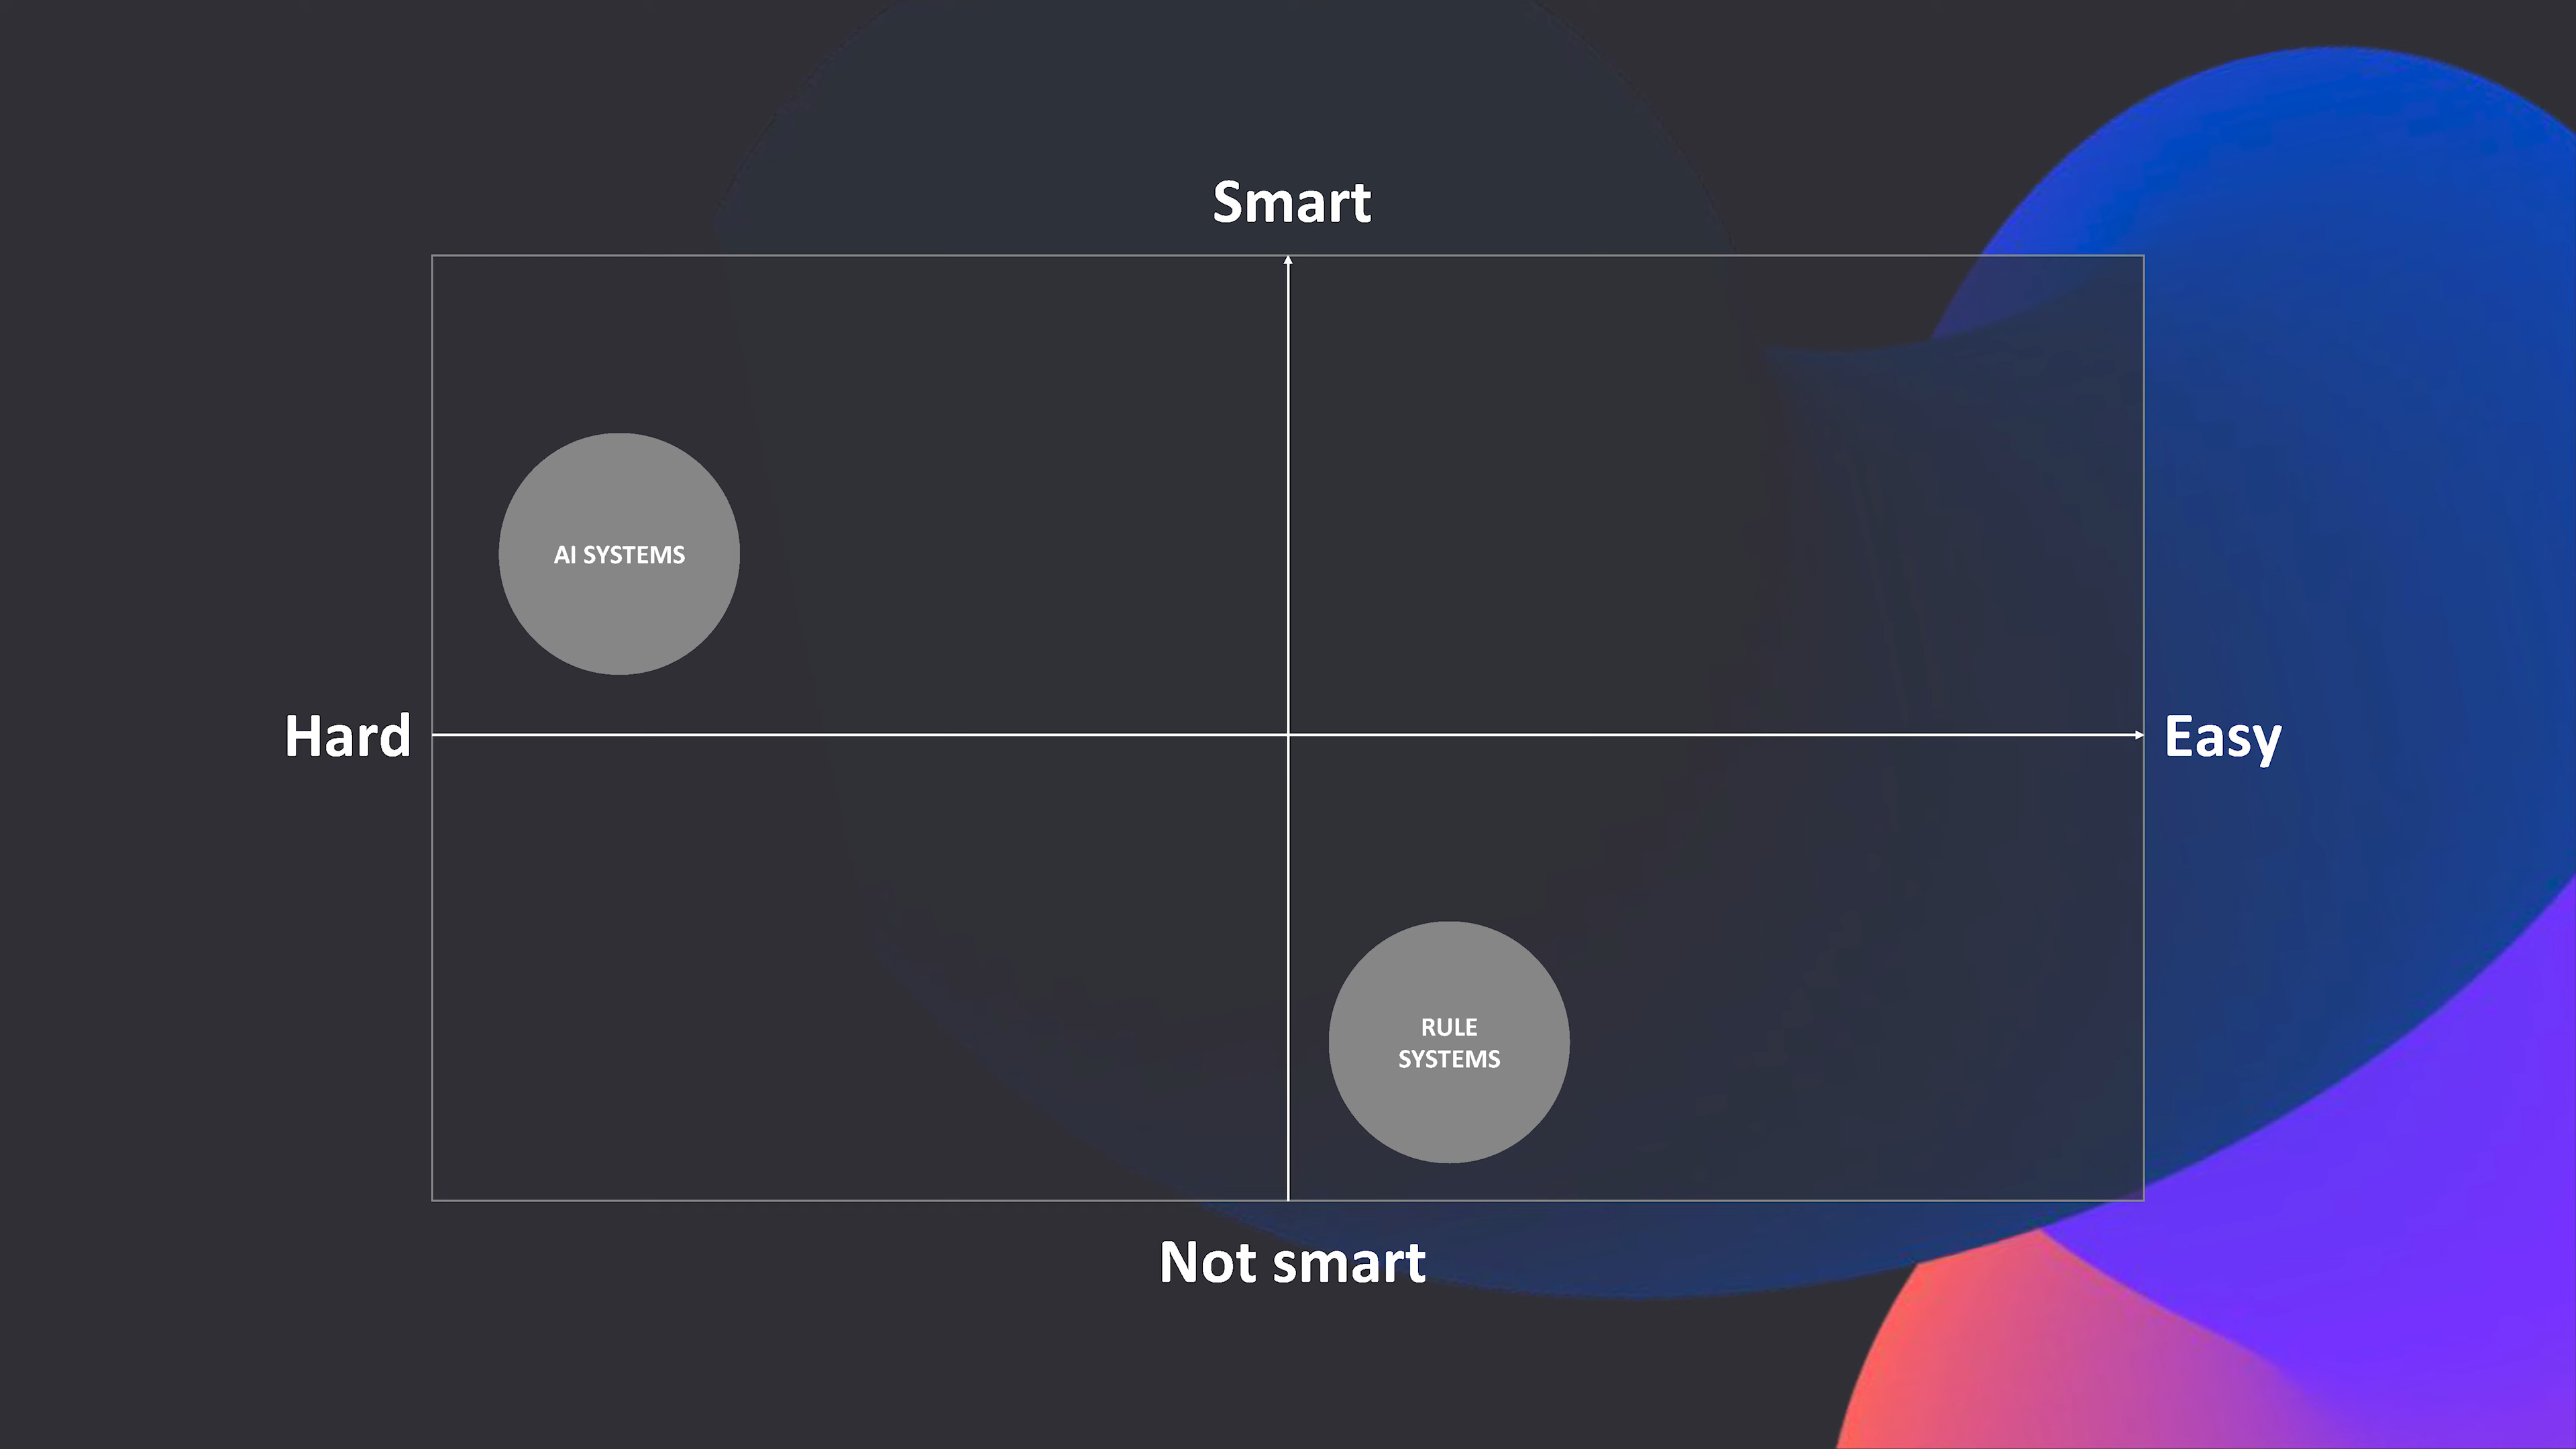 Smart
AI SYSTEMS
Hard
Easy
RULE
SYSTEMS
Not smart